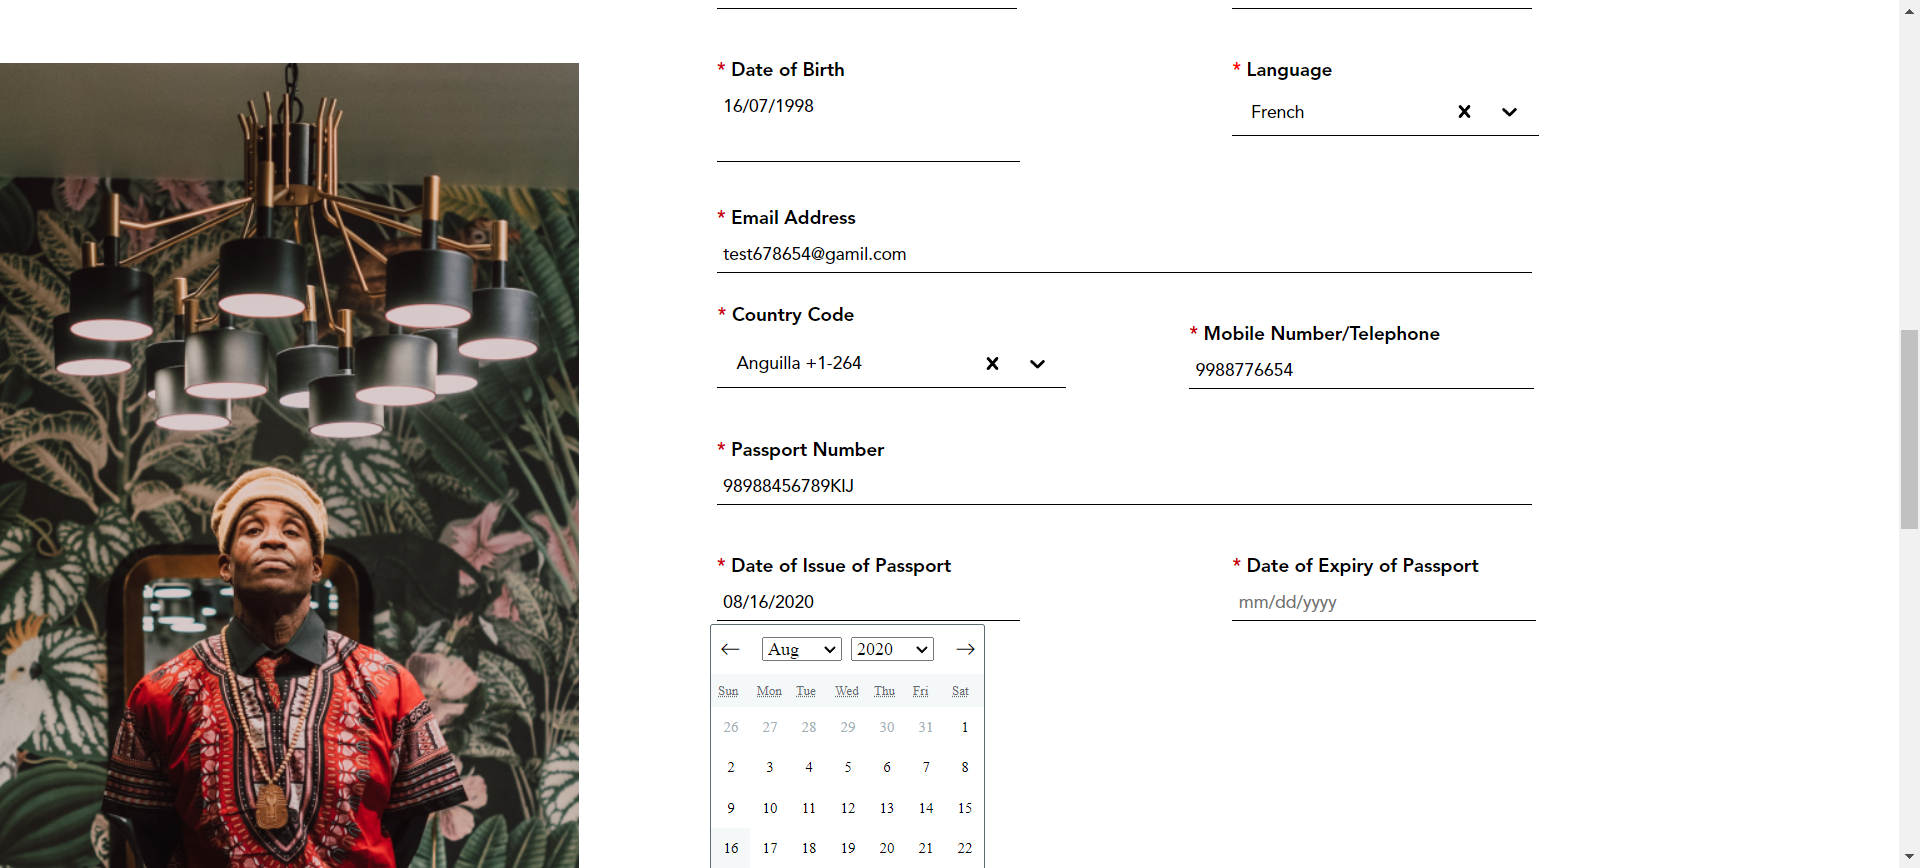 * Date of Birth
* Language
16/07/1998
French
* Email Address
test678654@gamil.com
* Country Code
* Mobile Number/Telephone
Anguilla +1-264
9988776654
* Passport Number
98988456789KIJ
* Date of Issue of Passport
* Date of Expiry of Passport
08/16/2020
mm/dd/yyyy
Aug 2020
Sun Mon Tue Wed Thu Fri Sat
26 27 28 29 30 31 1
2 3 4 5 6 7 8
9 10 11 12 13 14 15
16 17 18 19 20 21 22